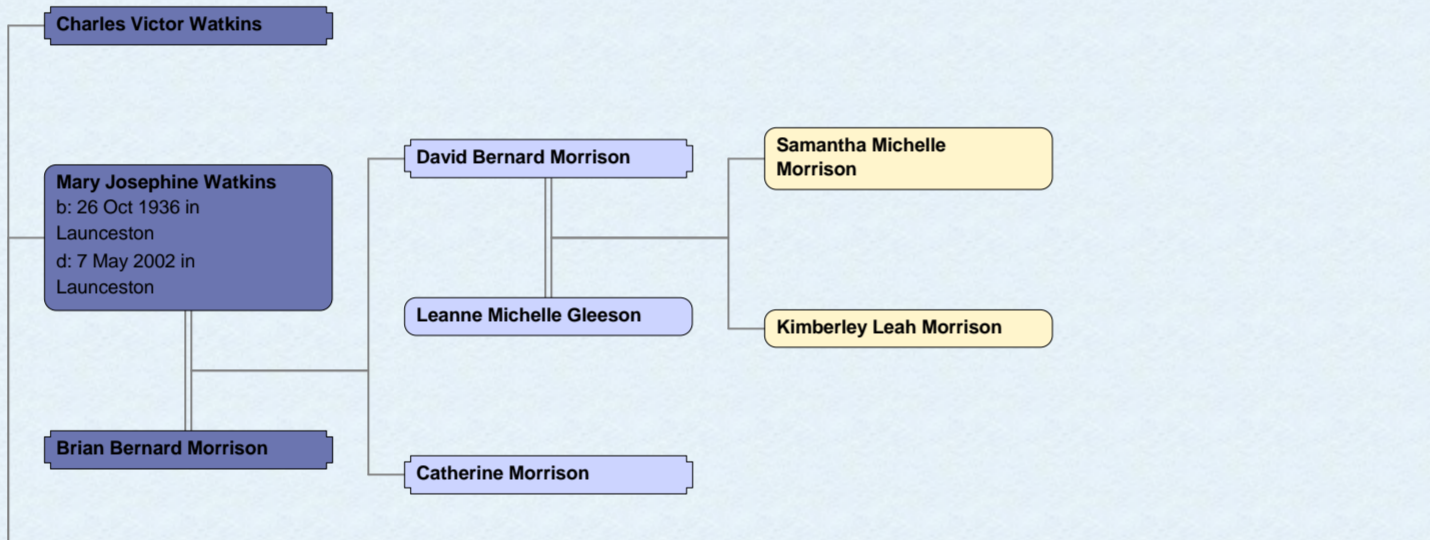 Charles Victor Watkins
Mary Josephine Watkins
b: 26 Oct 1936 in
Launceston
d: 7 May 2002 in
Launceston
Brian Bernard Morrison
David Bernard Morrison
Leanne Michelle Gleeson
Catherine Morrison
Samantha Michelle
Morrison
Kimberley Leah Morrison